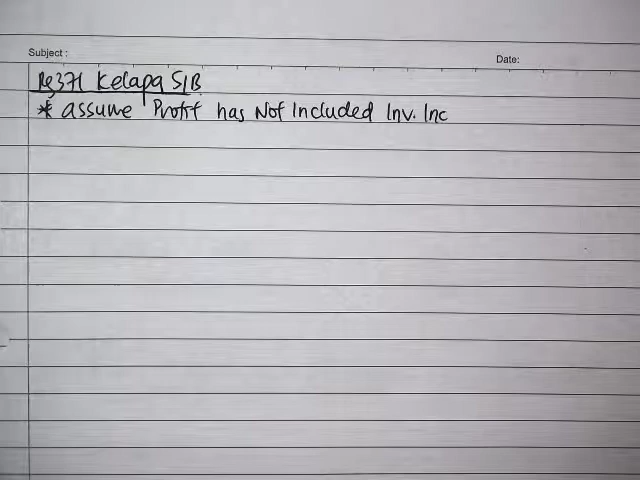 Subject :
Date:
Pg371 Kelapa S/B
* assume Profit has Not Included Inv. Inc